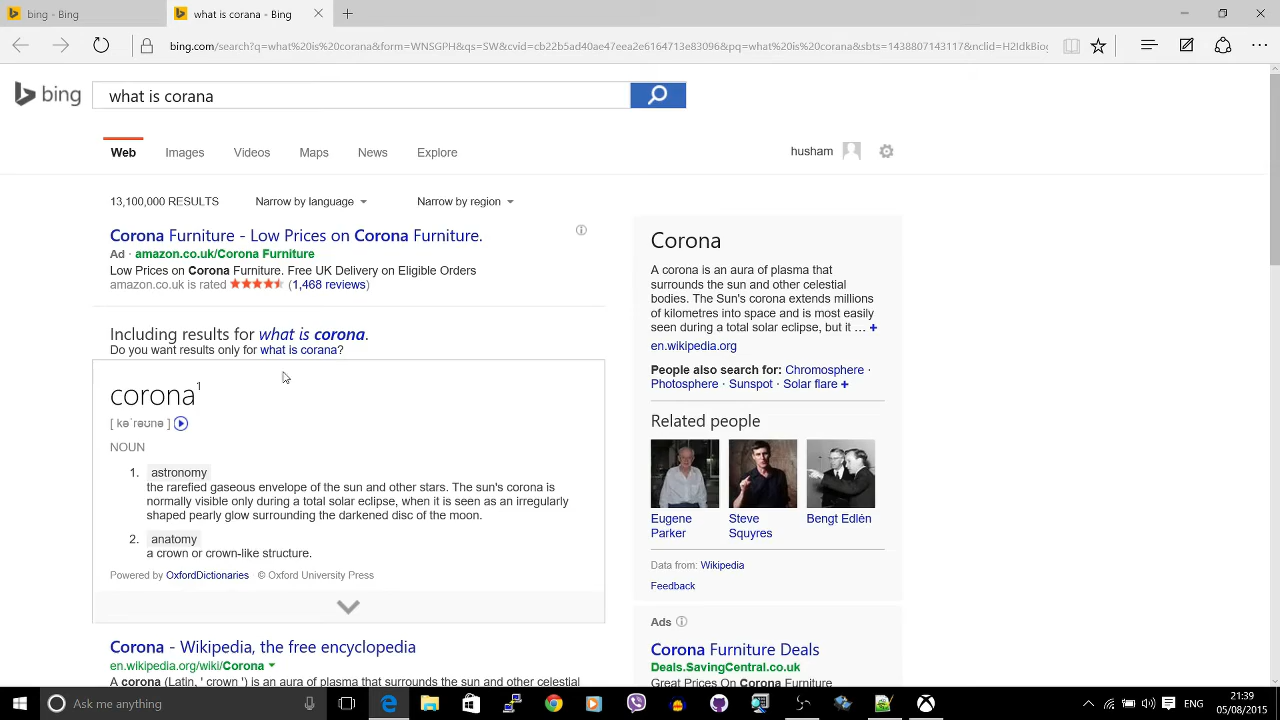 bing - Bing
what is corana - Bing
bing.com/search?q=what%20is%20corana&form=WNSGPH&qs=SW&cvid=cb22b5ad40ae47eea2e6164713e83096&pq=what%20is%20corana&sbts=1438807143117&nclid=H2IdkBiog
bing
what is corana
Web Images Videos Maps News Explore
husham
13,100,000 RESULTS Narrow by language Narrow by region
Corona Furniture - Low Prices on Corona Furniture.
Ad · amazon.co.uk/Corona Furniture
Low Prices on Corona Furniture. Free UK Delivery on Eligible Orders
amazon.co.uk is rated (1,468 reviews)
Including results for what is corona.
Do you want results only for what is corana?
corona¹
[ kəˈrəʊnə ]
NOUN
1. astronomy
the rarefied gaseous envelope of the sun and other stars. The sun's corona is
normally visible only during a total solar eclipse, when it is seen as an irregularly
shaped pearly glow surrounding the darkened disc of the moon.
2. anatomy
a crown or crown-like structure.
Powered by OxfordDictionaries © Oxford University Press
Corona - Wikipedia, the free encyclopedia
en.wikipedia.org/wiki/Corona
A corona (Latin, ' crown ') is an aura of plasma that surrounds the sun and other celestial
Corona
A corona is an aura of plasma that
surrounds the sun and other celestial
bodies. The Sun's corona extends millions
of kilometres into space and is most easily
seen during a total solar eclipse, but it … +
en.wikipedia.org
People also search for: Chromosphere ·
Photosphere · Sunspot · Solar flare +
Related people
Eugene
Parker
Steve
Squyres
Bengt Edlén
Data from: Wikipedia
Feedback
Ads
Corona Furniture Deals
Deals.SavingCentral.co.uk
Great Prices On Corona Furniture
Ask me anything
ENG
21:39
05/08/2015